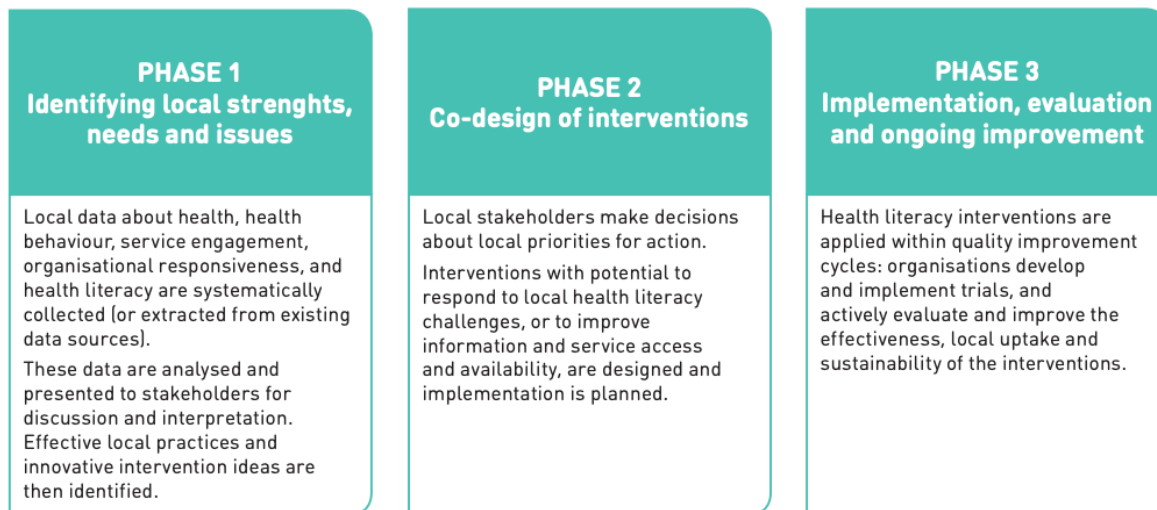 PHASE 1
Identifying local strenghts,
needs and issues
Local data about health, health
behaviour, service engagement,
organisational responsiveness, and
health literacy are systematically
collected (or extracted from existing
data sources).
These data are analysed and
presented to stakeholders for
discussion and interpretation.
Effective local practices and
innovative intervention ideas are
then identified.
PHASE 2
Co-design of interventions
Local stakeholders make decisions
about local priorities for action.
Interventions with potential to
respond to local health literacy
challenges, or to improve
information and service access
and availability, are designed and
implementation is planned.
PHASE 3
Implementation, evaluation
and ongoing improvement
Health literacy interventions are
applied within quality improvement
cycles: organisations develop
and implement trials, and
actively evaluate and improve the
effectiveness, local uptake and
sustainability of the interventions.